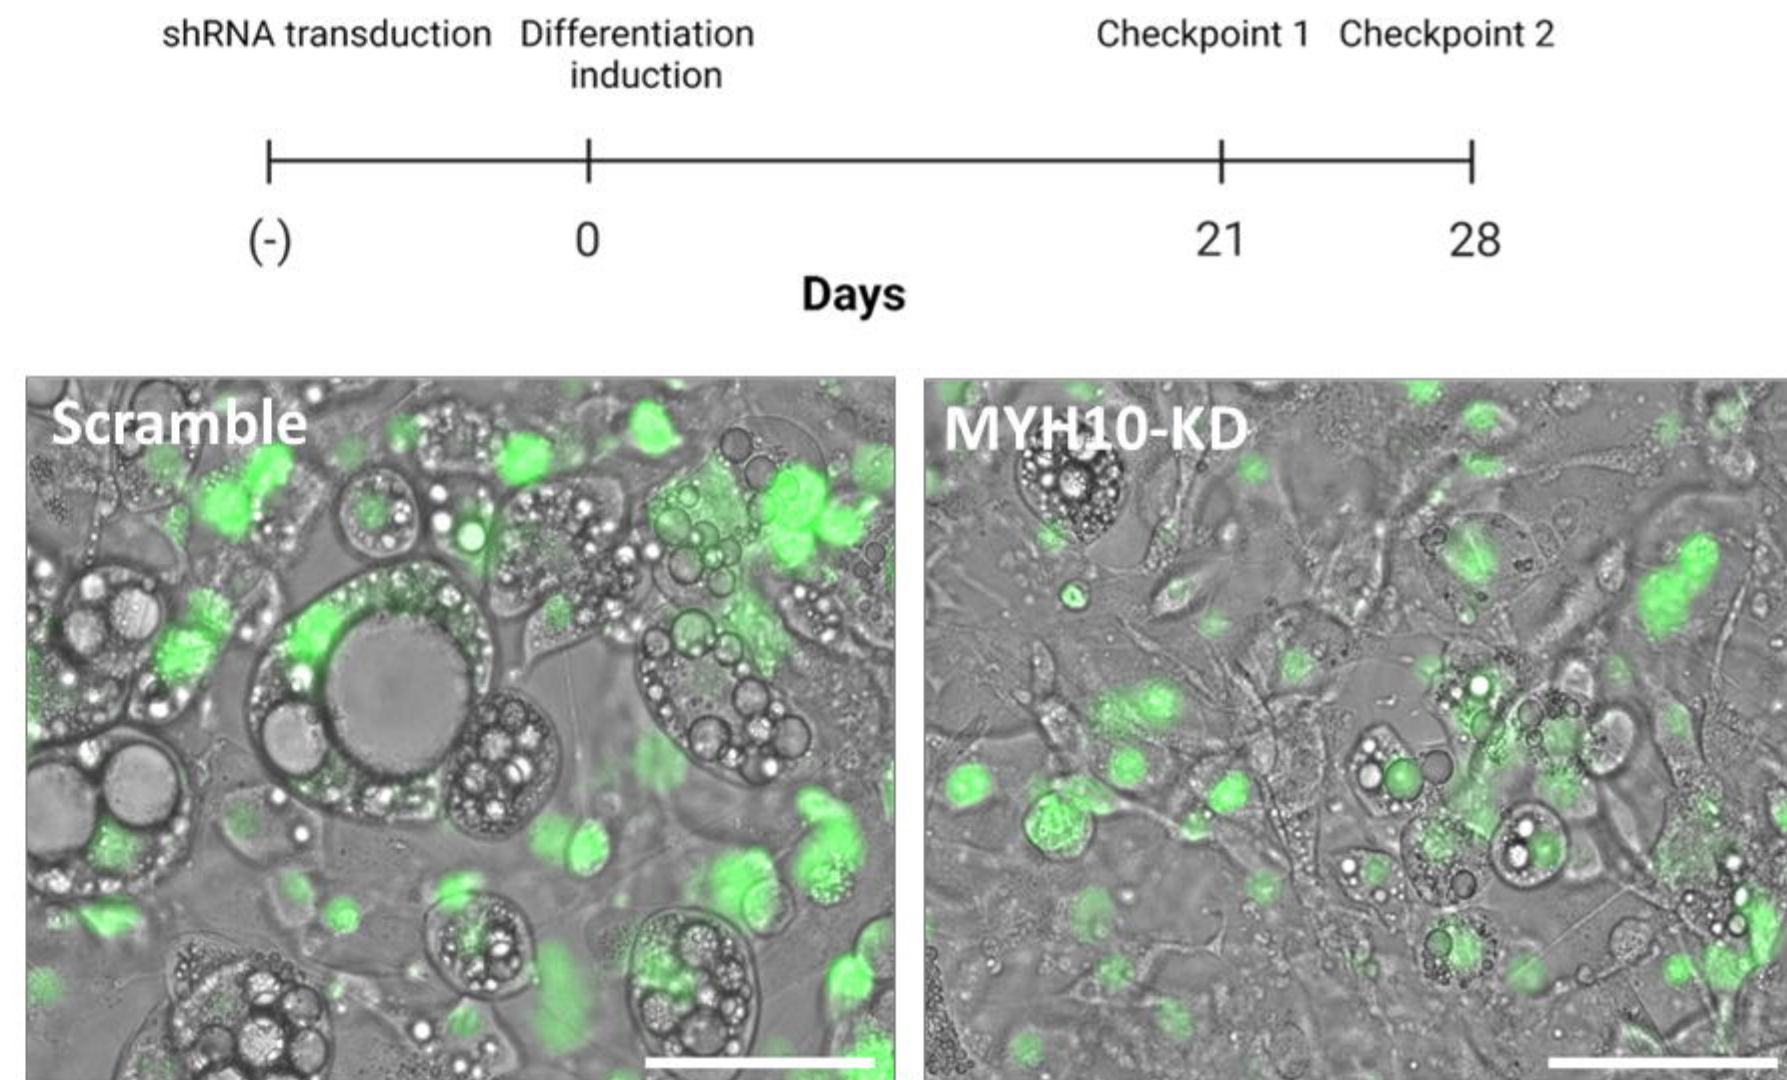 shRNA transduction Differentiation induction Checkpoint 1 Checkpoint 2
(-) 0 21 28
Days
Scramble MYH10-KD